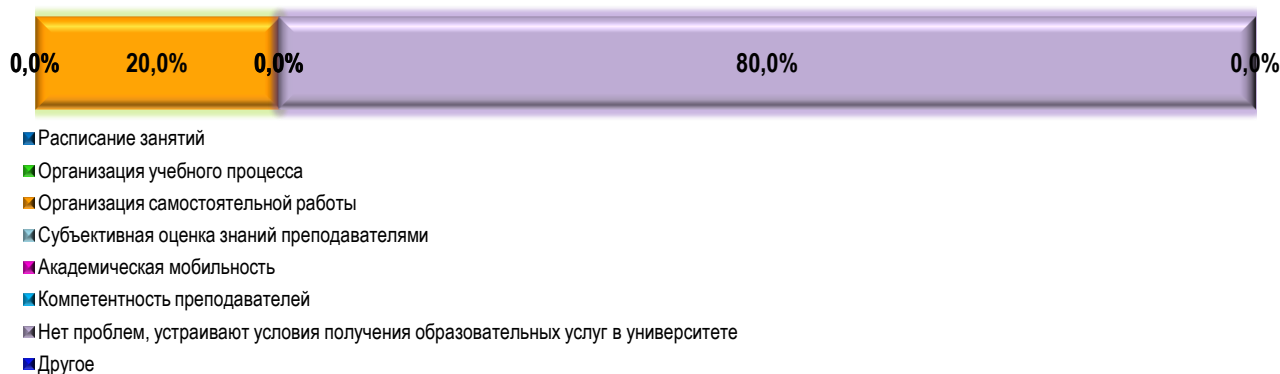 0,0% 20,0% 0,0% 80,0% 0,0%
Расписание занятий
Организация учебного процесса
Организация самостоятельной работы
Субъективная оценка знаний преподавателями
Академическая мобильность
Компетентность преподавателей
Нет проблем, устраивают условия получения образовательных услуг в университете
Другое